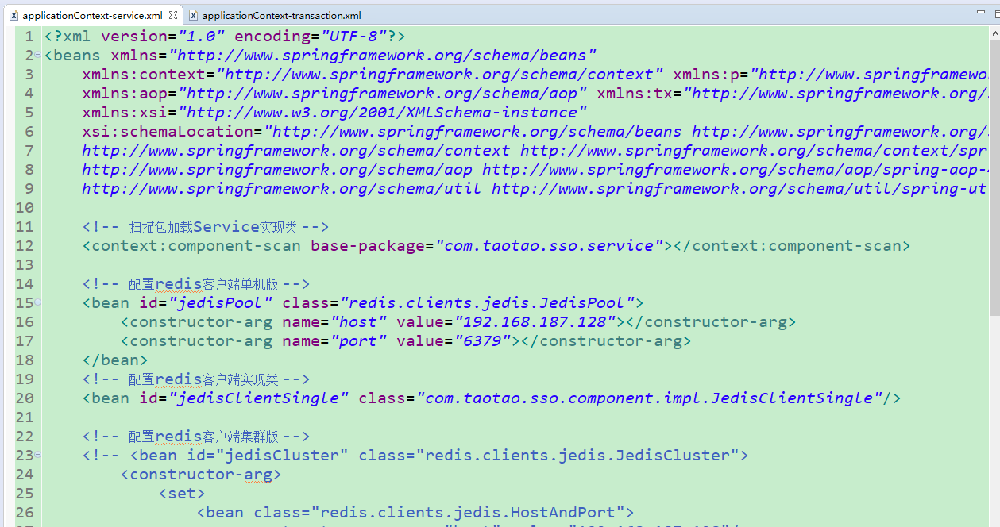 applicationContext-service.xml applicationContext-transaction.xml
1 <?xml version="1.0" encoding="UTF-8"?>
2 <beans xmlns="http://www.springframework.org/schema/beans"
3 xmlns:context="http://www.springframework.org/schema/context" xmlns:p="http://www.springframewo
4 xmlns:aop="http://www.springframework.org/schema/aop" xmlns:tx="http://www.springframework.org/
5 xmlns:xsi="http://www.w3.org/2001/XMLSchema-instance"
6 xsi:schemaLocation="http://www.springframework.org/schema/beans http://www.springframework.org/
7 http://www.springframework.org/schema/context http://www.springframework.org/schema/context/spr
8 http://www.springframework.org/schema/aop http://www.springframework.org/schema/aop/spring-aop-
9 http://www.springframework.org/schema/util http://www.springframework.org/schema/util/spring-ut
10
11 <!-- 扫描包加载Service实现类 -->
12 <context:component-scan base-package="com.taotao.sso.service"></context:component-scan>
13
14 <!-- 配置redis客户端单机版 -->
15 <bean id="jedisPool" class="redis.clients.jedis.JedisPool">
16 <constructor-arg name="host" value="192.168.187.128"></constructor-arg>
17 <constructor-arg name="port" value="6379"></constructor-arg>
18 </bean>
19 <!-- 配置redis客户端实现类 -->
20 <bean id="jedisClientSingle" class="com.taotao.sso.component.impl.JedisClientSingle"/>
21
22 <!-- 配置redis客户端集群版 -->
23 <!-- <bean id="jedisCluster" class="redis.clients.jedis.JedisCluster">
24 <constructor-arg>
25 <set>
26 <bean class="redis.clients.jedis.HostAndPort">